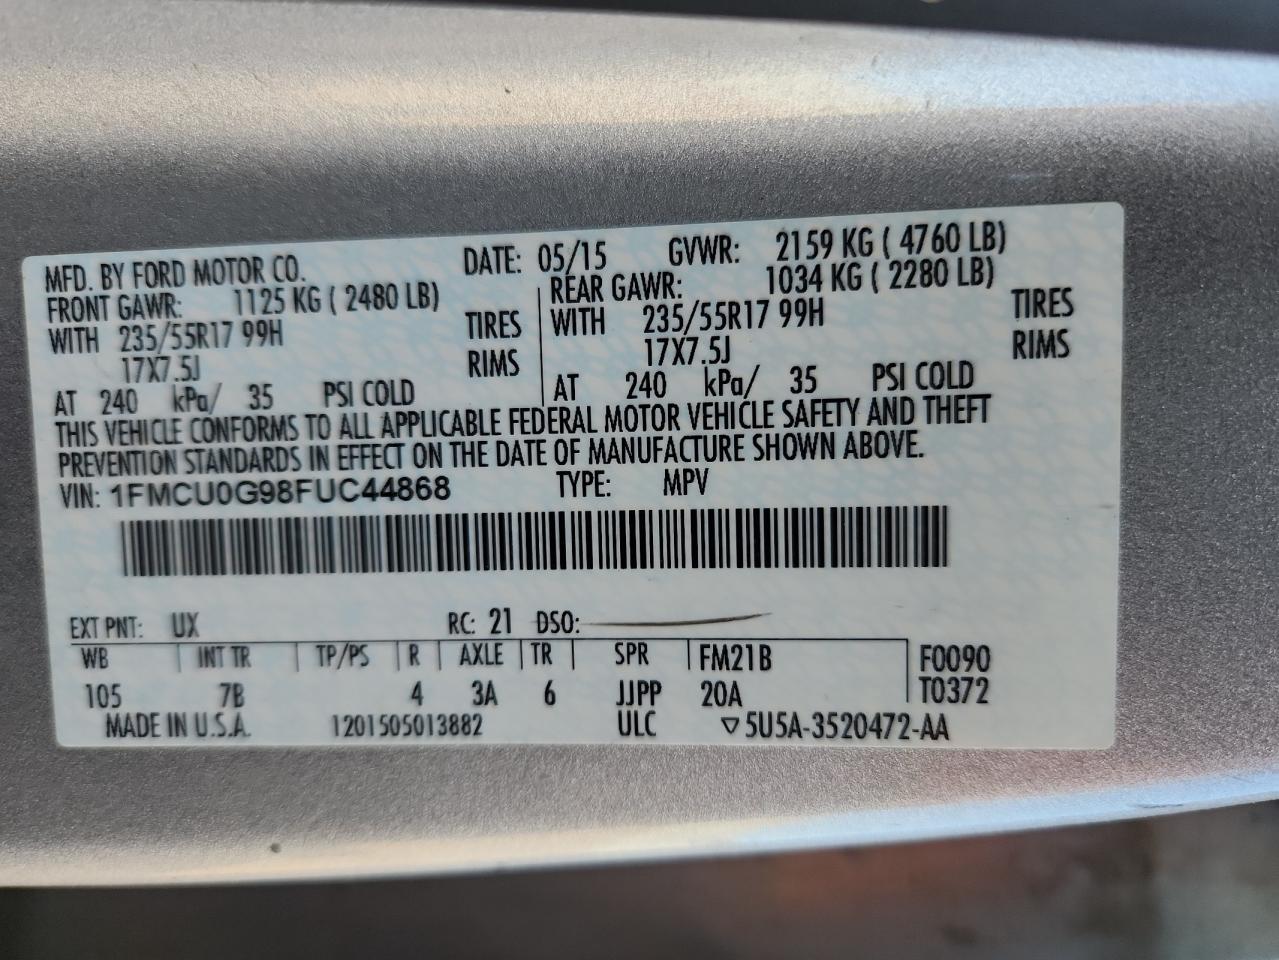 MFD. BY FORD MOTOR CO. DATE: 05/15 GVWR: 2159 KG ( 4760 LB)
FRONT GAWR: 1125 KG ( 2480 LB) REAR GAWR: 1034 KG ( 2280 LB)
WITH 235/55R17 99H TIRES WITH 235/55R17 99H TIRES
17X7.5J RIMS 17X7.5J RIMS
AT 240 kPa/ 35 PSI COLD AT 240 kPa/ 35 PSI COLD
THIS VEHICLE CONFORMS TO ALL APPLICABLE FEDERAL MOTOR VEHICLE SAFETY AND THEFT
PREVENTION STANDARDS IN EFFECT ON THE DATE OF MANUFACTURE SHOWN ABOVE.
VIN: 1FMCU0G98FUC44868 TYPE: MPV
EXT PNT: UX RC: 21 DSO:
WB INT TR TP/PS R AXLE TR SPR FM21B F0090
105 7B 4 3A 6 JJPP 20A T0372
MADE IN U.S.A. 1201505013882 ULC ▽5U5A-3520472-AA